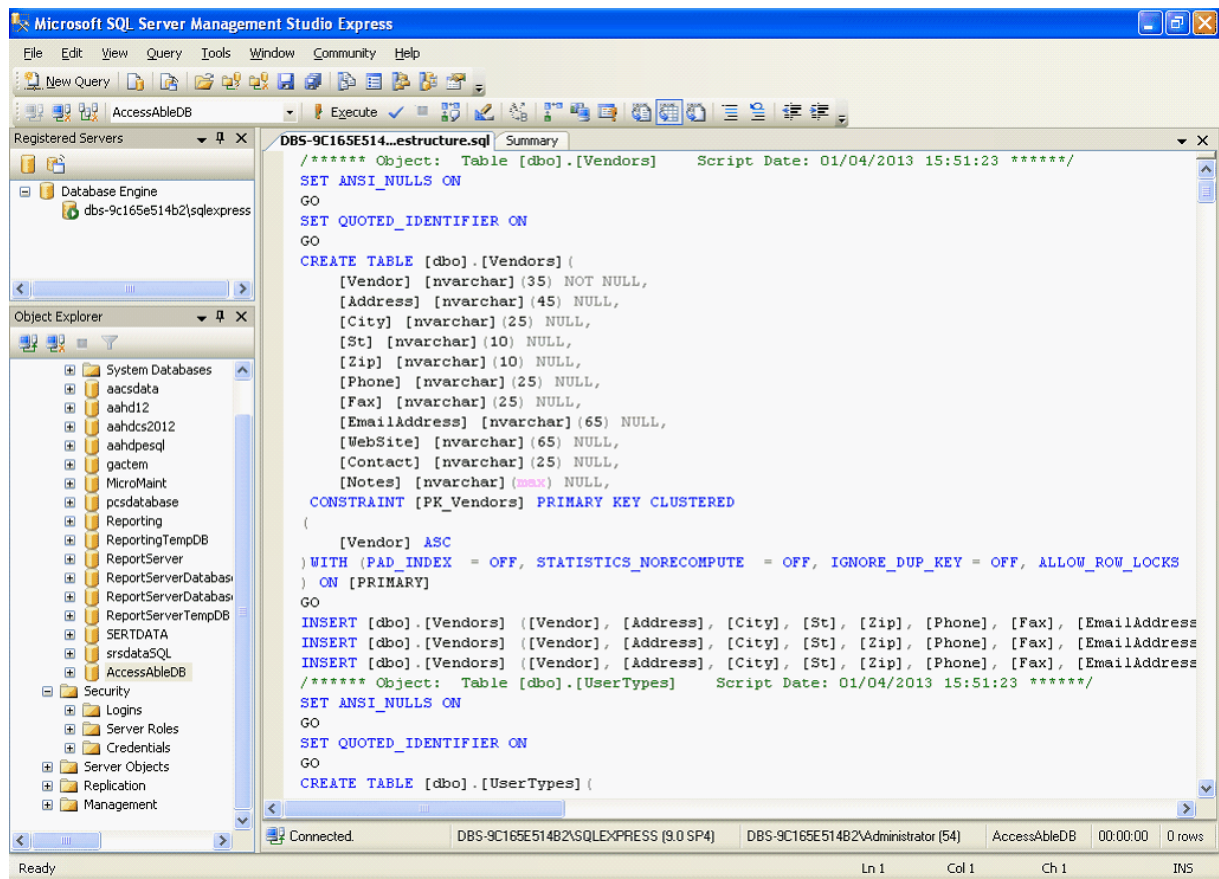 Microsoft SQL Server Management Studio Express
File Edit View Query Tools Window Community Help
New Query
AccessAbleDB Execute
Registered Servers
Database Engine
dbs-9c165e514b2\sqlexpress
Object Explorer
System Databases
aacsdata
aahd12
aahdcs2012
aahdpesql
gactem
MicroMaint
pcsdatabase
Reporting
ReportingTempDB
ReportServer
ReportServerDatabas
ReportServerDatabas
ReportServerTempDB
SERTDATA
srsdataSQL
AccessAbleDB
Security
Logins
Server Roles
Credentials
Server Objects
Replication
Management
DBS-9C165E514...estructure.sql Summary
/****** Object:  Table [dbo].[Vendors]    Script Date: 01/04/2013 15:51:23 ******/
SET ANSI_NULLS ON
GO
SET QUOTED_IDENTIFIER ON
GO
CREATE TABLE [dbo].[Vendors](
[Vendor] [nvarchar](35) NOT NULL,
[Address] [nvarchar](45) NULL,
[City] [nvarchar](25) NULL,
[St] [nvarchar](10) NULL,
[Zip] [nvarchar](10) NULL,
[Phone] [nvarchar](25) NULL,
[Fax] [nvarchar](25) NULL,
[EmailAddress] [nvarchar](65) NULL,
[WebSite] [nvarchar](65) NULL,
[Contact] [nvarchar](25) NULL,
[Notes] [nvarchar](max) NULL,
CONSTRAINT [PK_Vendors] PRIMARY KEY CLUSTERED
(
[Vendor] ASC
)WITH (PAD_INDEX  = OFF, STATISTICS_NORECOMPUTE  = OFF, IGNORE_DUP_KEY = OFF, ALLOW_ROW_LOCKS
) ON [PRIMARY]
GO
INSERT [dbo].[Vendors] ([Vendor], [Address], [City], [St], [Zip], [Phone], [Fax], [EmailAddress
INSERT [dbo].[Vendors] ([Vendor], [Address], [City], [St], [Zip], [Phone], [Fax], [EmailAddress
INSERT [dbo].[Vendors] ([Vendor], [Address], [City], [St], [Zip], [Phone], [Fax], [EmailAddress
/****** Object:  Table [dbo].[UserTypes]    Script Date: 01/04/2013 15:51:23 ******/
SET ANSI_NULLS ON
GO
SET QUOTED_IDENTIFIER ON
GO
CREATE TABLE [dbo].[UserTypes](
Connected. DBS-9C165E514B2\SQLEXPRESS (9.0 SP4) DBS-9C165E514B2\Administrator (54) AccessAbleDB 00:00:00 0 rows
Ready Ln 1 Col 1 Ch 1 INS